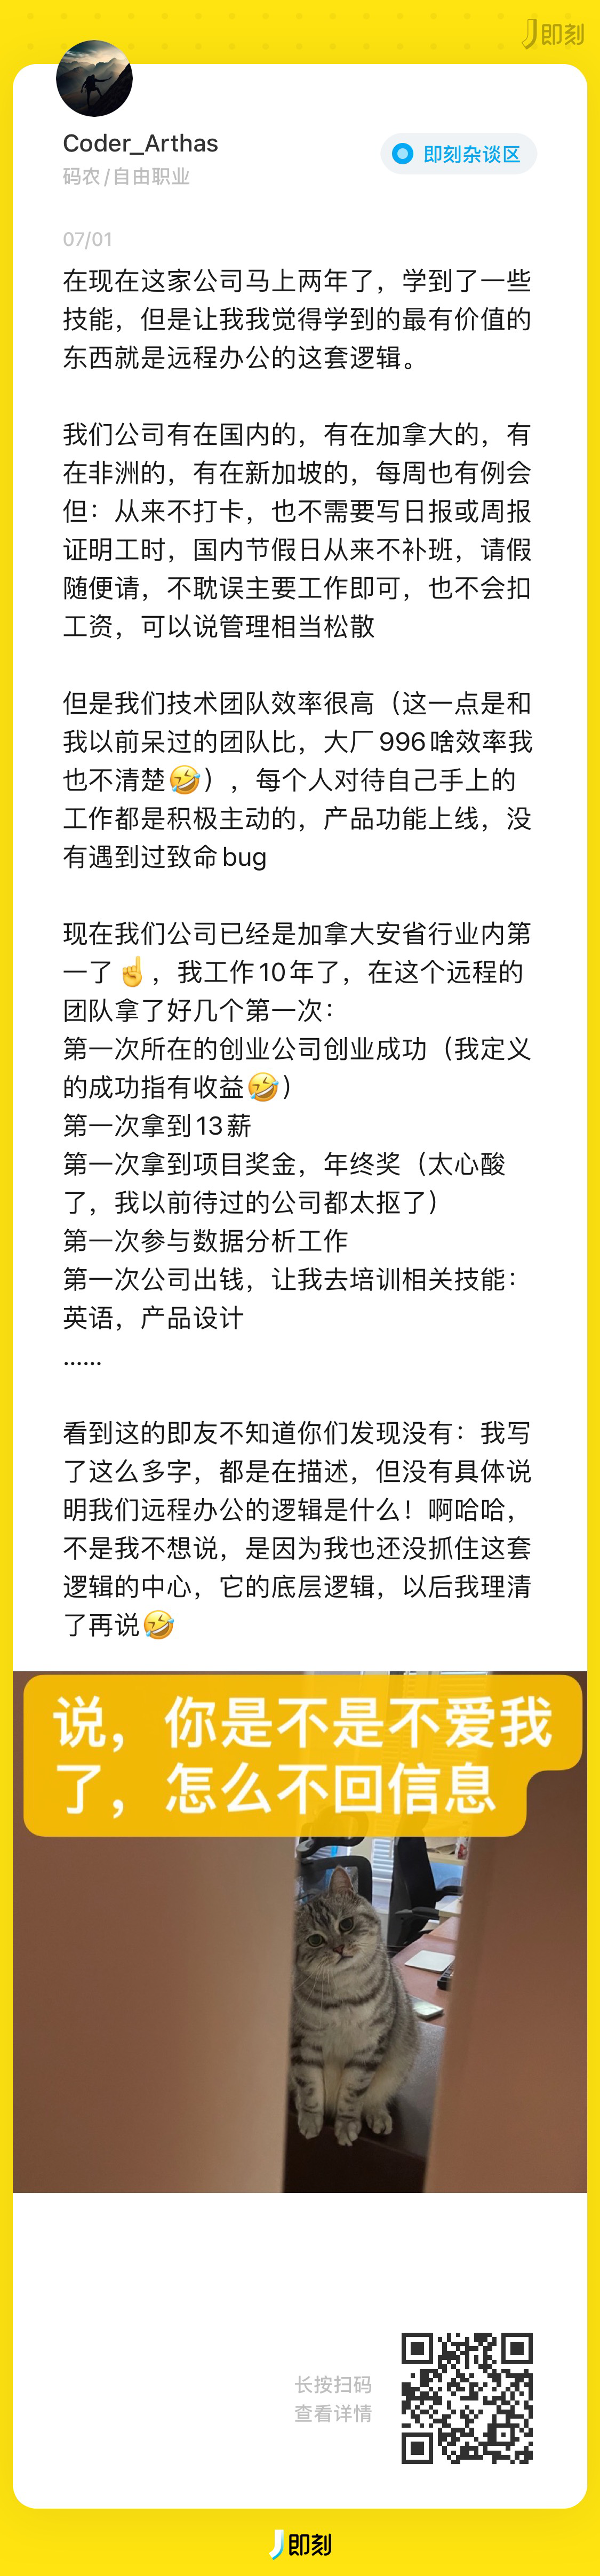 即刻
Coder_Arthas
码农/自由职业
即刻杂谈区
07/01
在现在这家公司马上两年了，学到了一些
技能，但是让我我觉得学到的最有价值的
东西就是远程办公的这套逻辑。
我们公司有在国内的，有在加拿大的，有
在非洲的，有在新加坡的，每周也有例会
但：从来不打卡，也不需要写日报或周报
证明工时，国内节假日从来不补班，请假
随便请，不耽误主要工作即可，也不会扣
工资，可以说管理相当松散
但是我们技术团队效率很高（这一点是和
我以前呆过的团队比，大厂996啥效率我
也不清楚🤣），每个人对待自己手上的
工作都是积极主动的，产品功能上线，没
有遇到过致命bug
现在我们公司已经是加拿大安省行业内第
一了☝️，我工作10年了，在这个远程的
团队拿了好几个第一次：
第一次所在的创业公司创业成功（我定义
的成功指有收益🤣）
第一次拿到13薪
第一次拿到项目奖金，年终奖（太心酸
了，我以前待过的公司都太抠了）
第一次参与数据分析工作
第一次公司出钱，让我去培训相关技能：
英语，产品设计
……
看到这的即友不知道你们发现没有：我写
了这么多字，都是在描述，但没有具体说
明我们远程办公的逻辑是什么！啊哈哈，
不是我不想说，是因为我也还没抓住这套
逻辑的中心，它的底层逻辑，以后我理清
了再说🤣
说，你是不是不爱我
了，怎么不回信息
长按扫码
查看详情
即刻